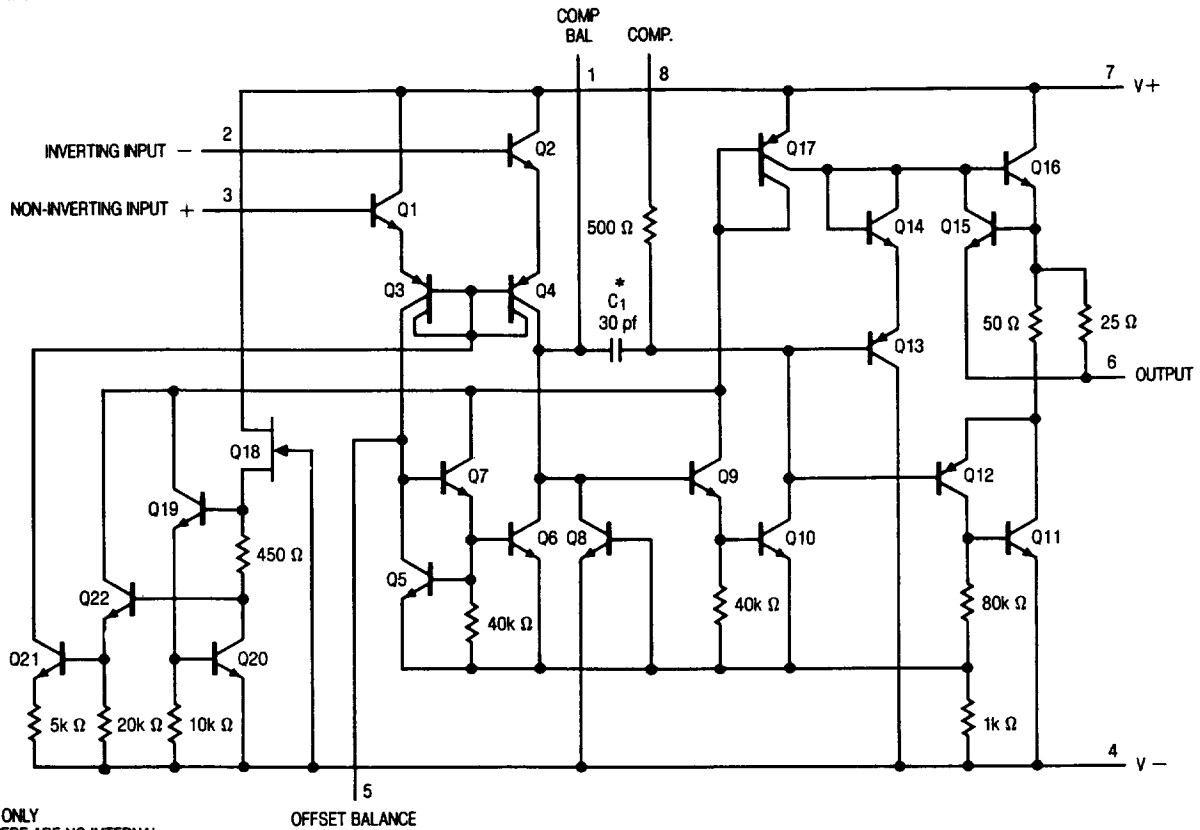 COMP
BAL
COMP.
1
8
7 V+
2
INVERTING INPUT −
Q2
Q17
3
NON-INVERTING INPUT +
Q1
Q16
500 Ω
Q14
Q15
Q3
Q4
*
C1
30 pf
50 Ω
25 Ω
Q13
6
OUTPUT
Q18
Q7
Q9
Q12
Q19
450 Ω
Q6
Q8
Q10
Q11
Q5
Q22
40k Ω
40k Ω
80k Ω
Q21
Q20
5k Ω
20k Ω
10k Ω
1k Ω
4
V −
5
OFFSET BALANCE
ONLY